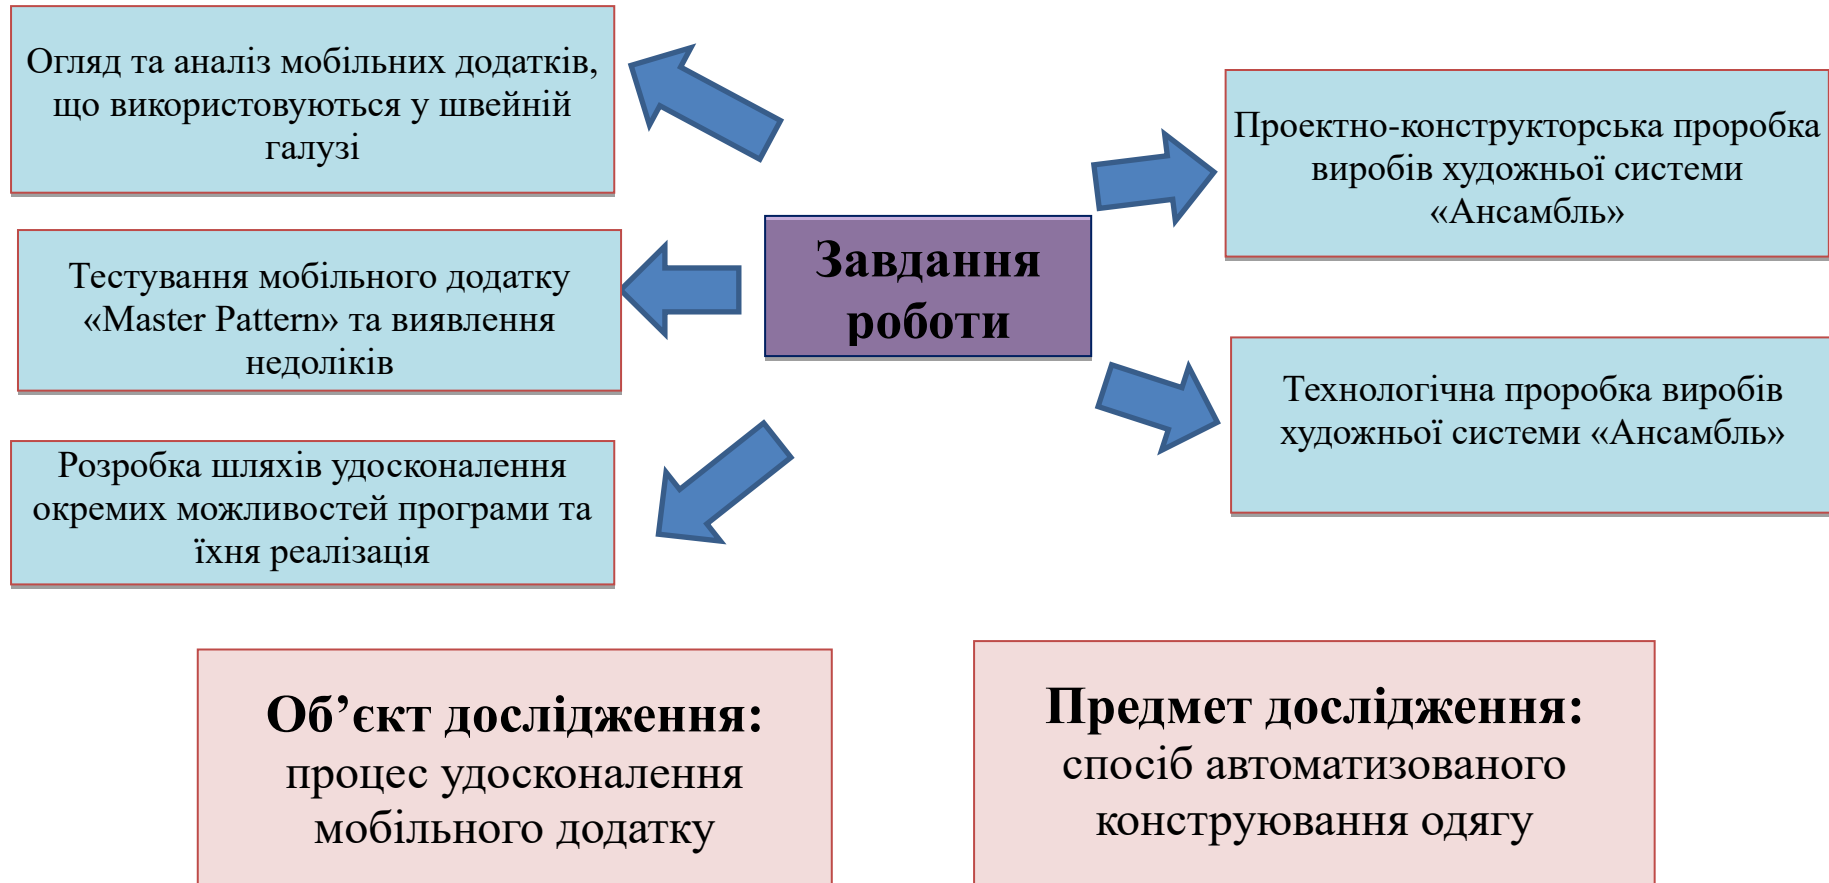 Огляд та аналіз мобільних додатків,
що використовуються у швейній
галузі
Тестування мобільного додатку
«Master Pattern» та виявлення
недоліків
Розробка шляхів удосконалення
окремих можливостей програми та
їхня реалізація
Завдання
роботи
Проектно-конструкторська проробка
виробів художньої системи
«Ансамбль»
Технологічна проробка виробів
художньої системи «Ансамбль»
Об’єкт дослідження:
процес удосконалення
мобільного додатку
Предмет дослідження:
спосіб автоматизованого
конструювання одягу